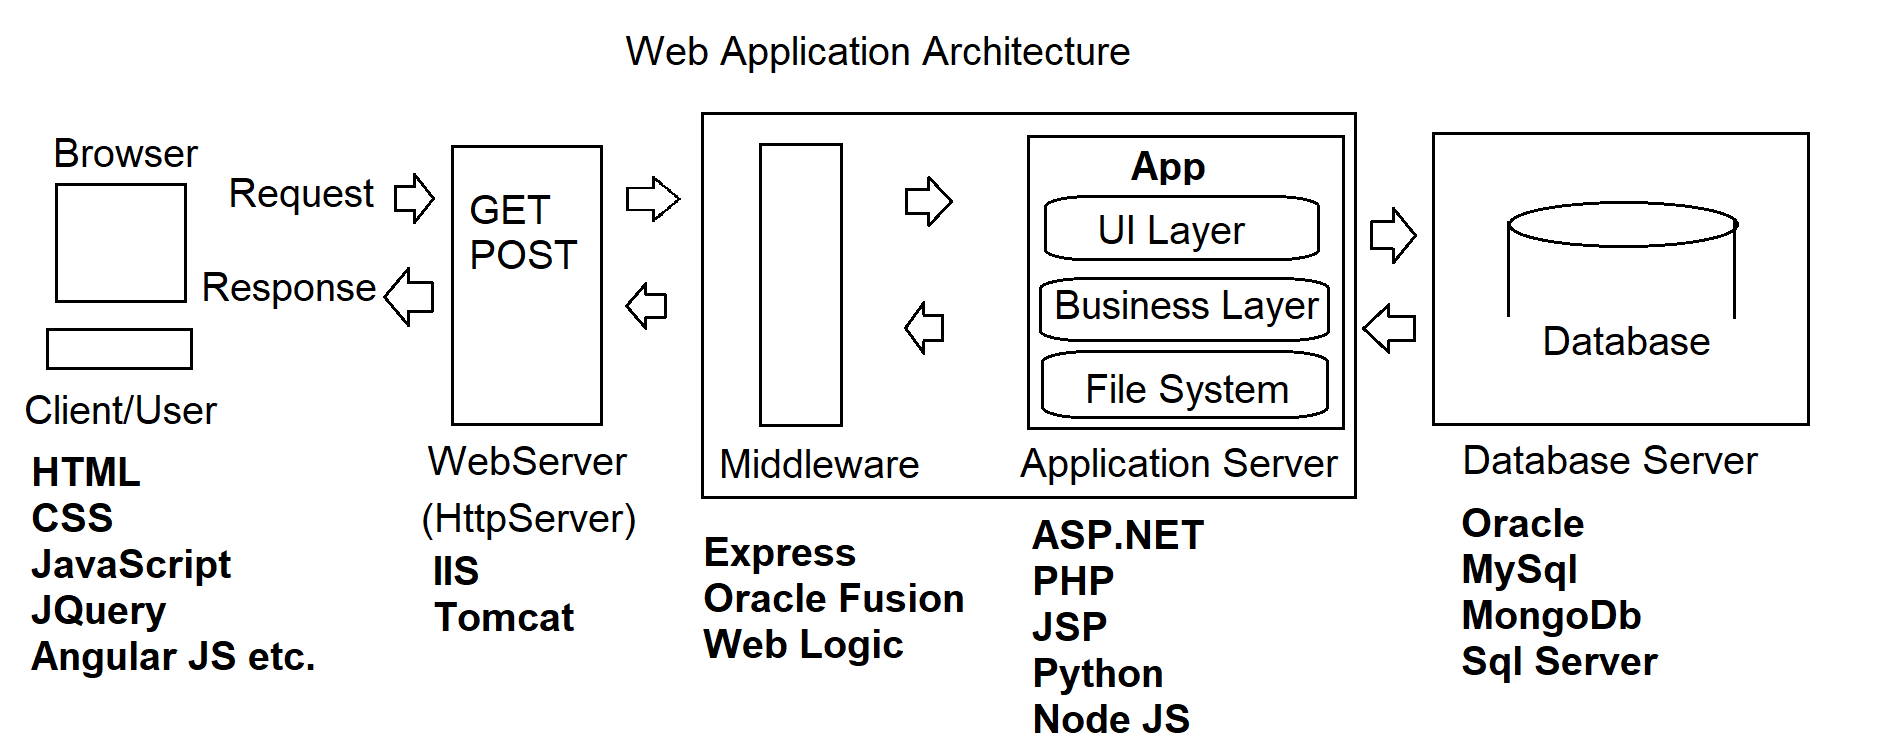 Web Application Architecture
Browser
Request
Response
Client/User
HTML
CSS
JavaScript
JQuery
Angular JS etc.
GET
POST
WebServer
(HttpServer)
IIS
Tomcat
Middleware
Express
Oracle Fusion
Web Logic
App
UI Layer
Business Layer
File System
Application Server
ASP.NET
PHP
JSP
Python
Node JS
Database
Database Server
Oracle
MySql
MongoDb
Sql Server